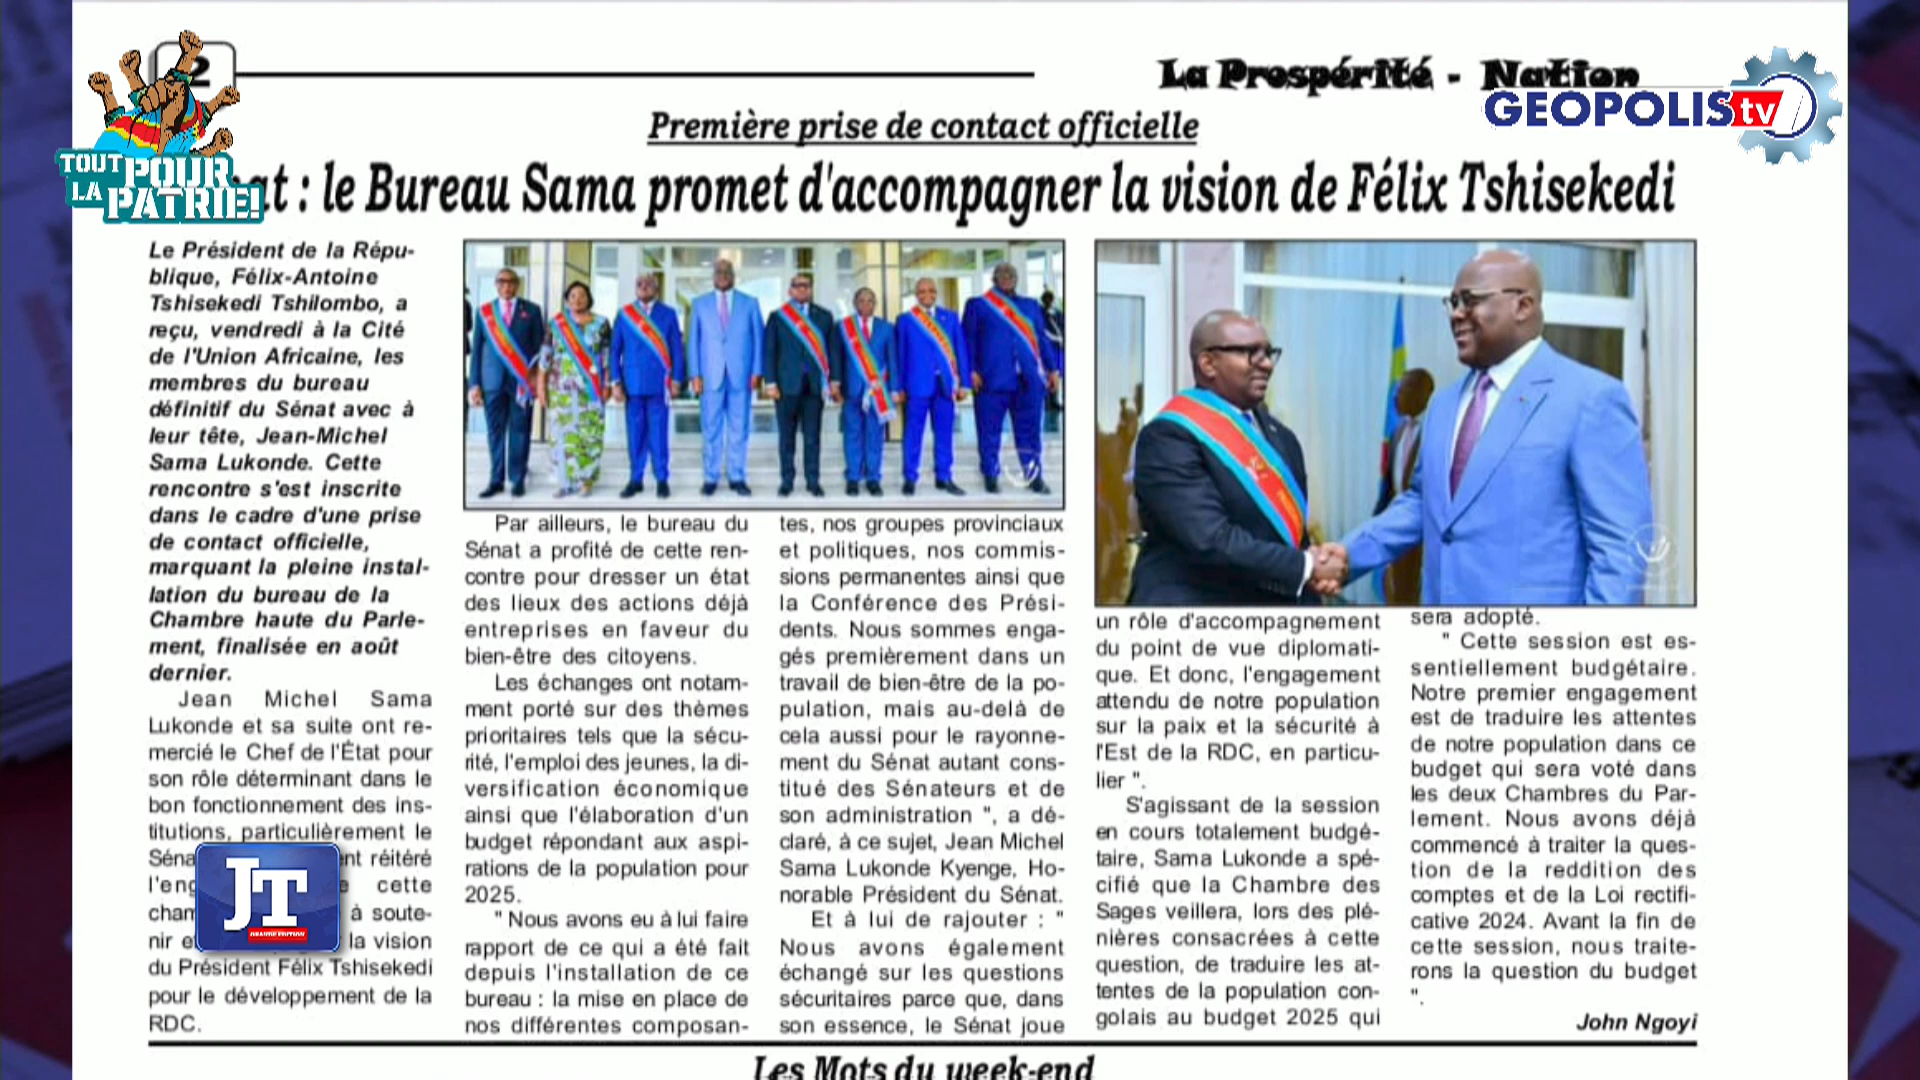 2
La Prospérité - Nation
TOUT POUR
LA PATRIE!
GEOPOLIS tv
Première prise de contact officielle
at : le Bureau Sama promet d'accompagner la vision de Félix Tshisekedi
Le Président de la Répu-
blique, Félix-Antoine
Tshisekedi Tshilombo, a
reçu, vendredi à la Cité
de l'Union Africaine, les
membres du bureau
définitif du Sénat avec à
leur tête, Jean-Michel
Sama Lukonde. Cette
rencontre s'est inscrite
dans le cadre d'une prise
de contact officielle,
marquant la pleine instal-
lation du bureau de la
Chambre haute du Parle-
ment, finalisée en août
dernier.
Jean Michel Sama
Lukonde et sa suite ont re-
mercié le Chef de l'État pour
son rôle déterminant dans le
bon fonctionnement des ins-
titutions, particulièrement le
Séna nt réitéré
l'eng e cette
cham à soute-
nir et la vision
du Président Félix Tshisekedi
pour le développement de la
RDC.
JT
GRANDE EDITION
Par ailleurs, le bureau du
Sénat a profité de cette ren-
contre pour dresser un état
des lieux des actions déjà
entreprises en faveur du
bien-être des citoyens.
Les échanges ont notam-
ment porté sur des thèmes
prioritaires tels que la sécu-
rité, l'emploi des jeunes, la di-
versification économique
ainsi que l'élaboration d'un
budget répondant aux aspi-
rations de la population pour
2025.
" Nous avons eu à lui faire
rapport de ce qui a été fait
depuis l'installation de ce
bureau : la mise en place de
nos différentes composan-
tes, nos groupes provinciaux
et politiques, nos commis-
sions permanentes ainsi que
la Conférence des Prési-
dents. Nous sommes enga-
gés premièrement dans un
travail de bien-être de la po-
pulation, mais au-delà de
cela aussi pour le rayonne-
ment du Sénat autant cons-
titué des Sénateurs et de
son administration ", a dé-
claré, à ce sujet, Jean Michel
Sama Lukonde Kyenge, Ho-
norable Président du Sénat.
Et à lui de rajouter : "
Nous avons également
échangé sur les questions
sécuritaires parce que, dans
son essence, le Sénat joue
un rôle d'accompagnement
du point de vue diplomati-
que. Et donc, l'engagement
attendu de notre population
sur la paix et la sécurité à
l'Est de la RDC, en particu-
lier ".
S'agissant de la session
en cours totalement budgé-
taire, Sama Lukonde a spé-
cifié que la Chambre des
Sages veillera, lors des plé-
nières consacrées à cette
question, de traduire les at-
tentes de la population con-
golais au budget 2025 qui
sera adopté.
" Cette session est es-
sentiellement budgétaire.
Notre premier engagement
est de traduire les attentes
de notre population dans ce
budget qui sera voté dans
les deux Chambres du Par-
lement. Nous avons déjà
commencé à traiter la ques-
tion de la reddition des
comptes et de la Loi rectifi-
cative 2024. Avant la fin de
cette session, nous traite-
rons la question du budget
".
John Ngoyi
Les Mots du week-end